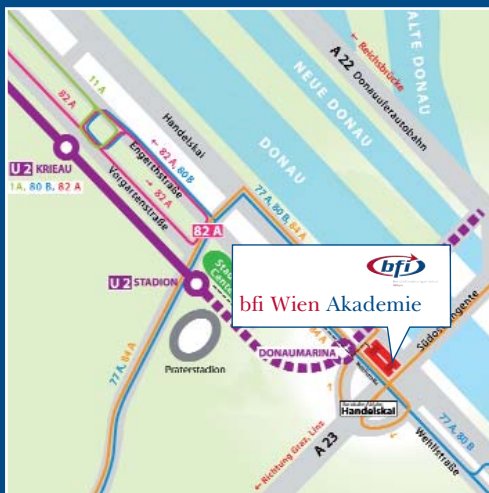 82 A
11 A
Handelskai
← 82 A, 80B
Engerthstraße
→ 82 A
Vorgartenstraße
U2 KRIEAU
1A, 80 B, 82 A
DONAU
NEUE DONAU
ALTE DONAU
A 22 Donauuferautobahn
← Reichsbrücke
77 A, 80 B, 84 A
82 A
U2 STADION
Praterstadion
77 A, 84 A
bfi
bfi Wien Akademie
84 A
DONAUMARINA
Handelskai
A 23
← Richtung Graz, Linz
77 A, 80 B
Wehlistraße